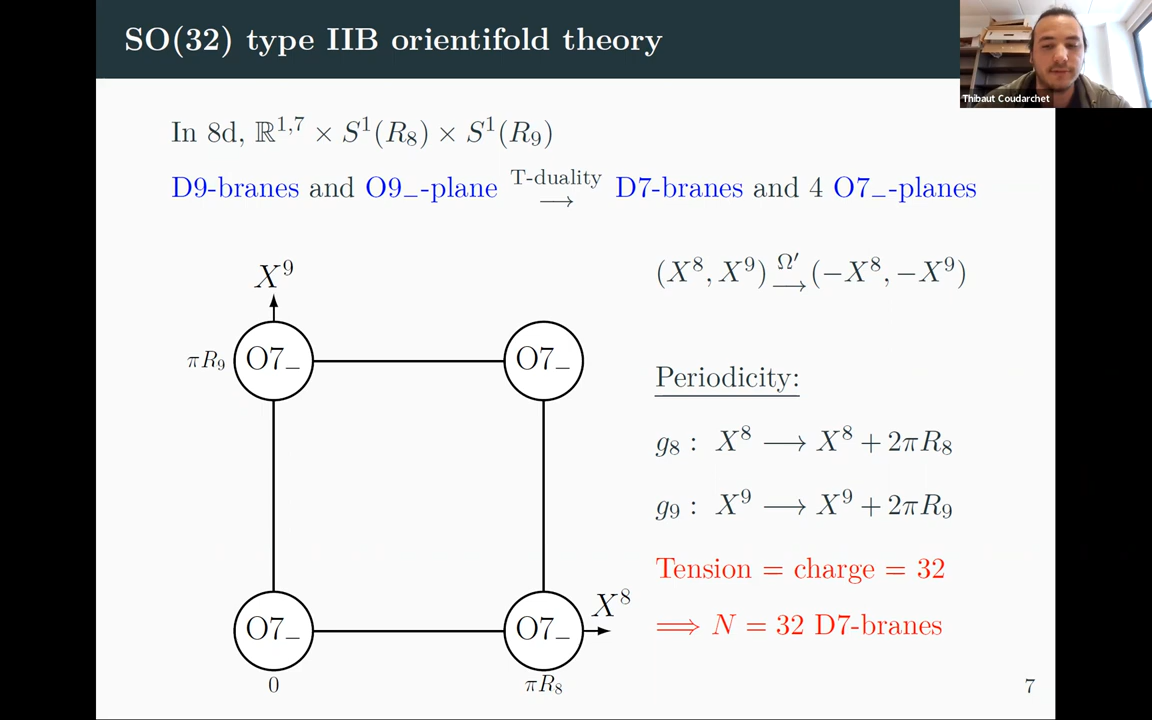 SO(32) type IIB orientifold theory
Thibaut Coudarchet
In 8d, ℝ^{1,7} × S^1(R_8) × S^1(R_9)
D9-branes and O9_−-plane T-duality ⟶ D7-branes and 4 O7_−-planes
X^9
(X^8, X^9) Ω′ ⟶ (−X^8, −X^9)
πR_9 O7_− O7_−
Periodicity:
g_8 : X^8 ⟶ X^8 + 2πR_8
g_9 : X^9 ⟶ X^9 + 2πR_9
Tension = charge = 32
X^8
O7_− O7_−
⟹ N = 32 D7-branes
0 πR_8
7